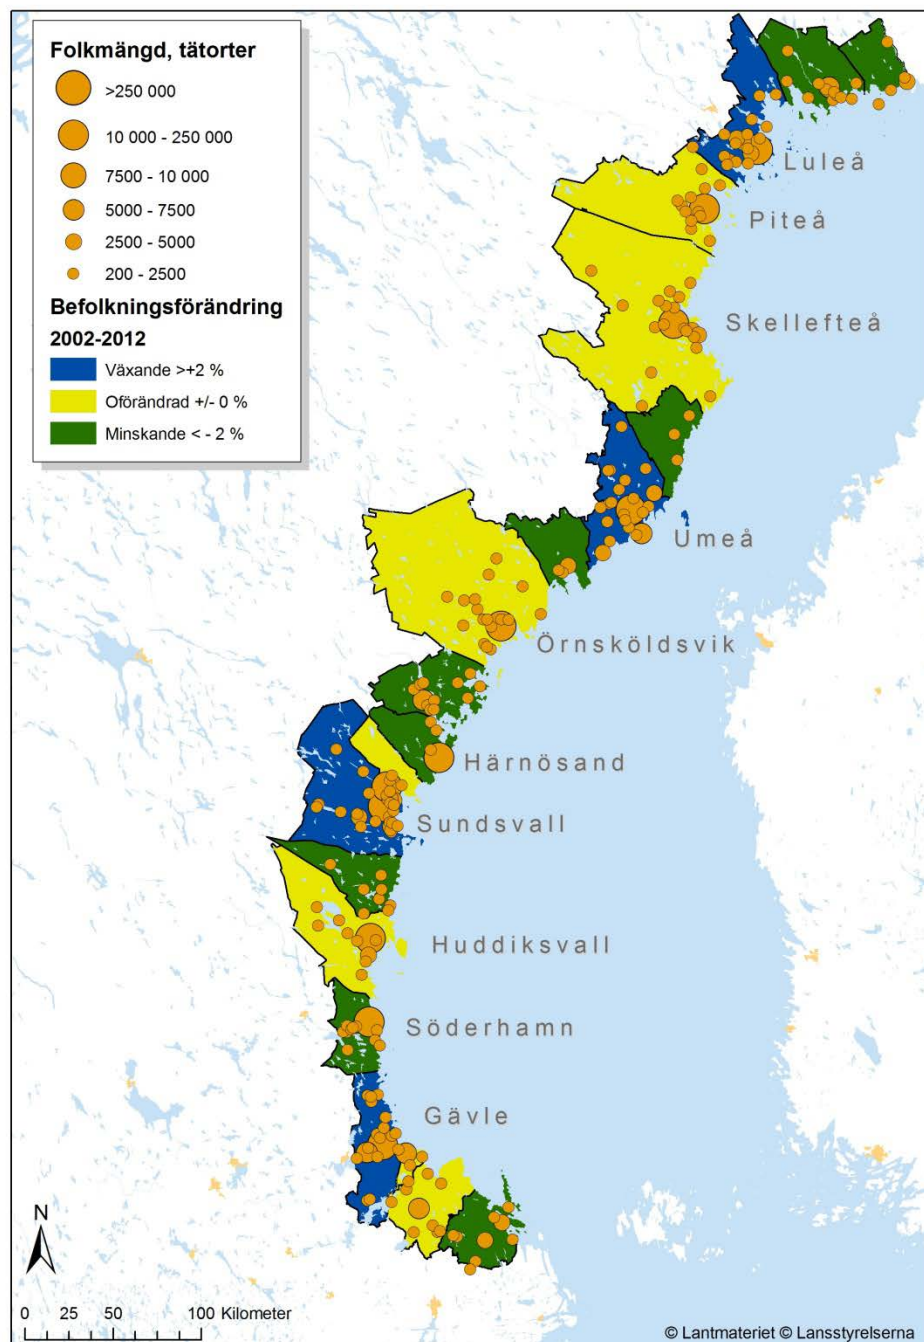 Folkmängd, tätorter
>250 000
10 000 - 250 000
7500 - 10 000
5000 - 7500
2500 - 5000
200 - 2500
Befolkningsförändring
2002-2012
Växande >+2 %
Oförändrad +/- 0 %
Minskande < - 2 %
Luleå
Piteå
Skellefteå
Umeå
Örnsköldsvik
Härnösand
Sundsvall
Huddiksvall
Söderhamn
Gävle
N
0 25 50 100 Kilometer
© Lantmateriet © Lansstyrelserna